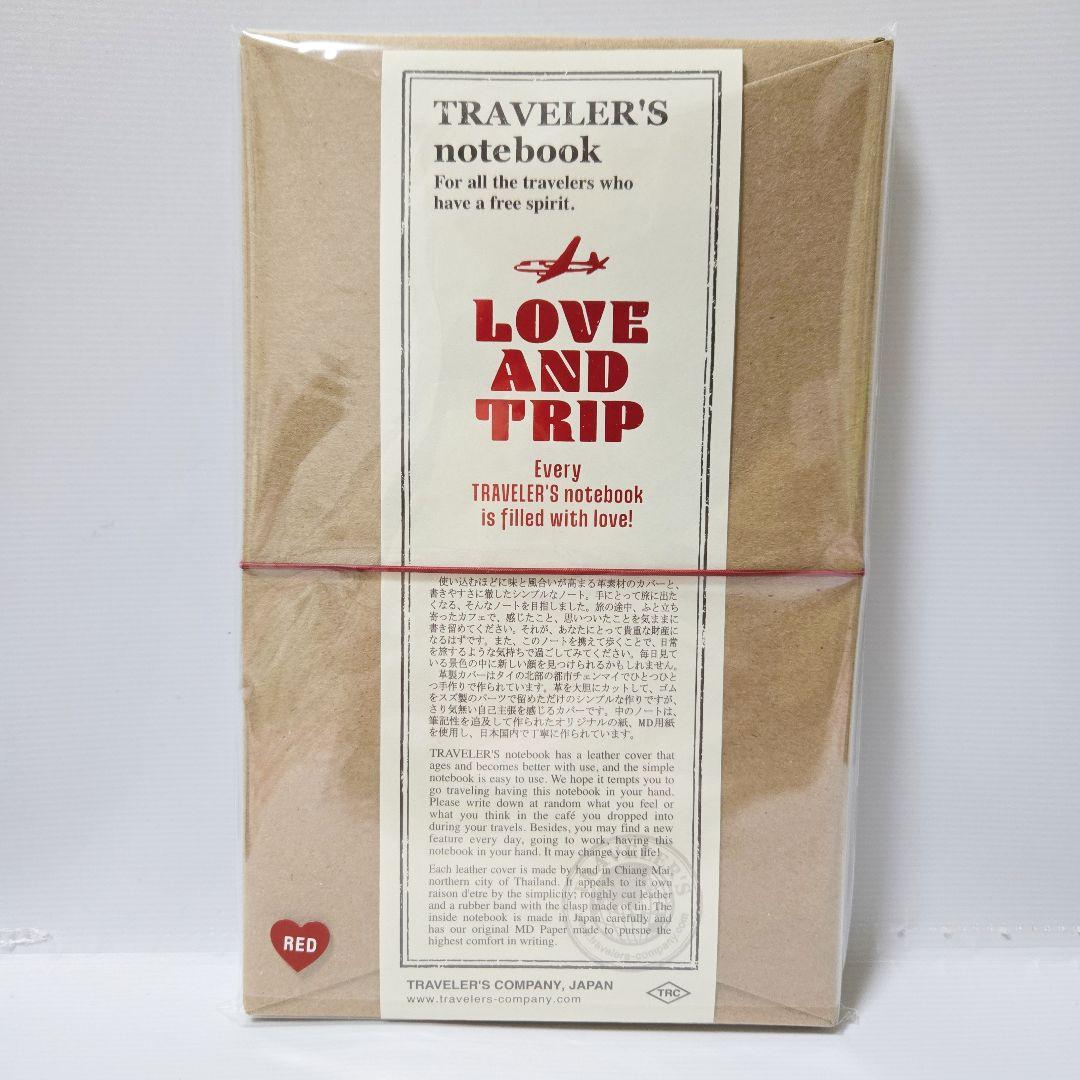 TRAVELER'S
notebook
For all the travelers who
have a free spirit.
LOVE
AND
TRIP
Every
TRAVELER'S notebook
is filled with love!
使い込むほどに味と風合いが高まる革素材のカバーと、
書きやすさに徹したシンプルなノート。手にとって旅に出た
くなる、そんなノートを目指しました。旅の途中、ふと立ち
寄ったカフェで、感じたこと、思いついたことを気ままに
書き留めてください。それが、あなたにとって貴重な財産に
なるはずです。また、このノートを携えて歩くことで、日常
を旅するような気持ちで過ごしてみてください。毎日見て
いる景色の中に新しい顔を見つけられるかもしれません。
革製カバーはタイの北部の都市チェンマイでひとつひと
つ手作りで作られています。革を大胆にカットして、ゴム
をスズ製のパーツで留めただけのシンプルな作りですが、
さり気無い自己主張を感じるカバーです。中のノートは、
筆記性を追及して作られたオリジナルの紙、MD用紙
を使用し、日本国内で丁寧に作られています。
TRAVELER'S notebook has a leather cover that
ages and becomes better with use, and the simple
notebook is easy to use. We hope it tempts you to
go traveling having this notebook in your hand.
Please write down at random what you feel or
what you think in the café you dropped into
during your travels. Besides, you may find a new
feature every day, going to work having this
notebook in your hand. It may change your life!
Each leather cover is made by hand in Chiang Mai,
northern city of Thailand. It appeals to its own
raison d'etre by the simplicity; roughly cut leather
and a rubber band with the clasp made of tin. The
inside notebook is made in Japan carefully and
has our original MD Paper made to pursue the
highest comfort in writing.
RED
TRAVELER'S COMPANY, JAPAN
www.travelers-company.com
TRC